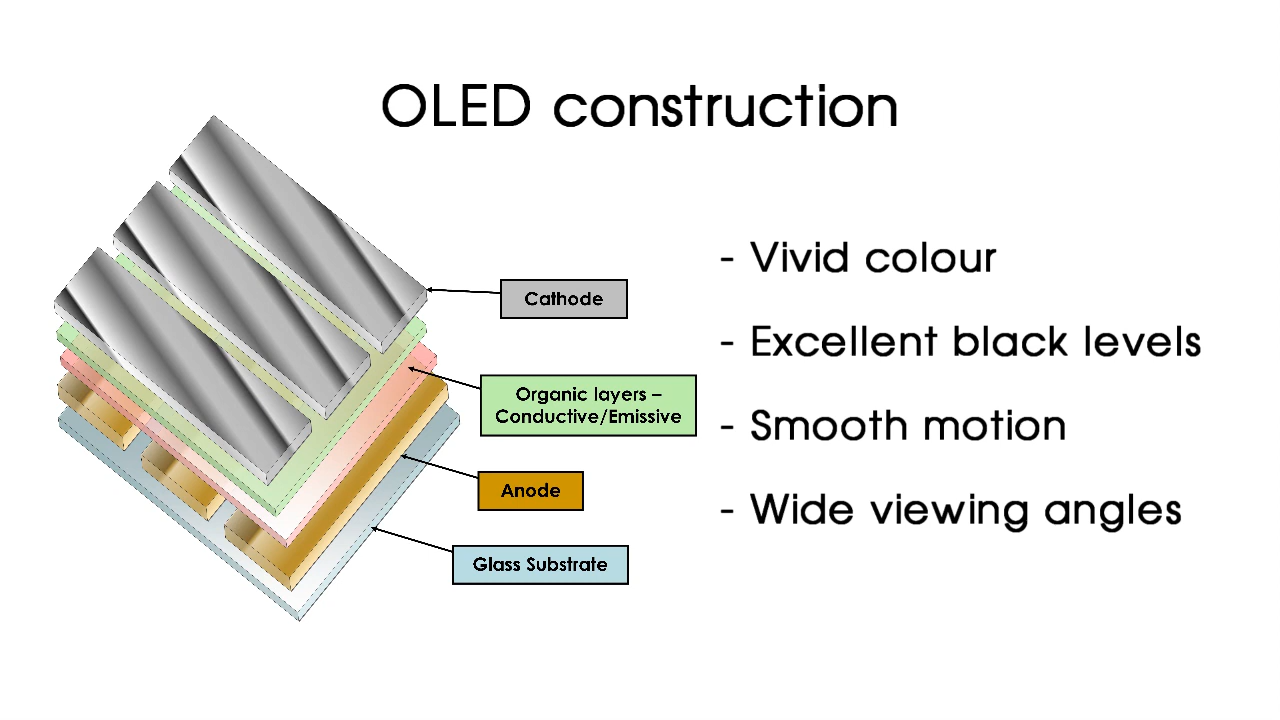 OLED construction
Cathode
Organic layers –
Conductive/Emissive
Anode
Glass Substrate
- Vivid colour
- Excellent black levels
- Smooth motion
- Wide viewing angles